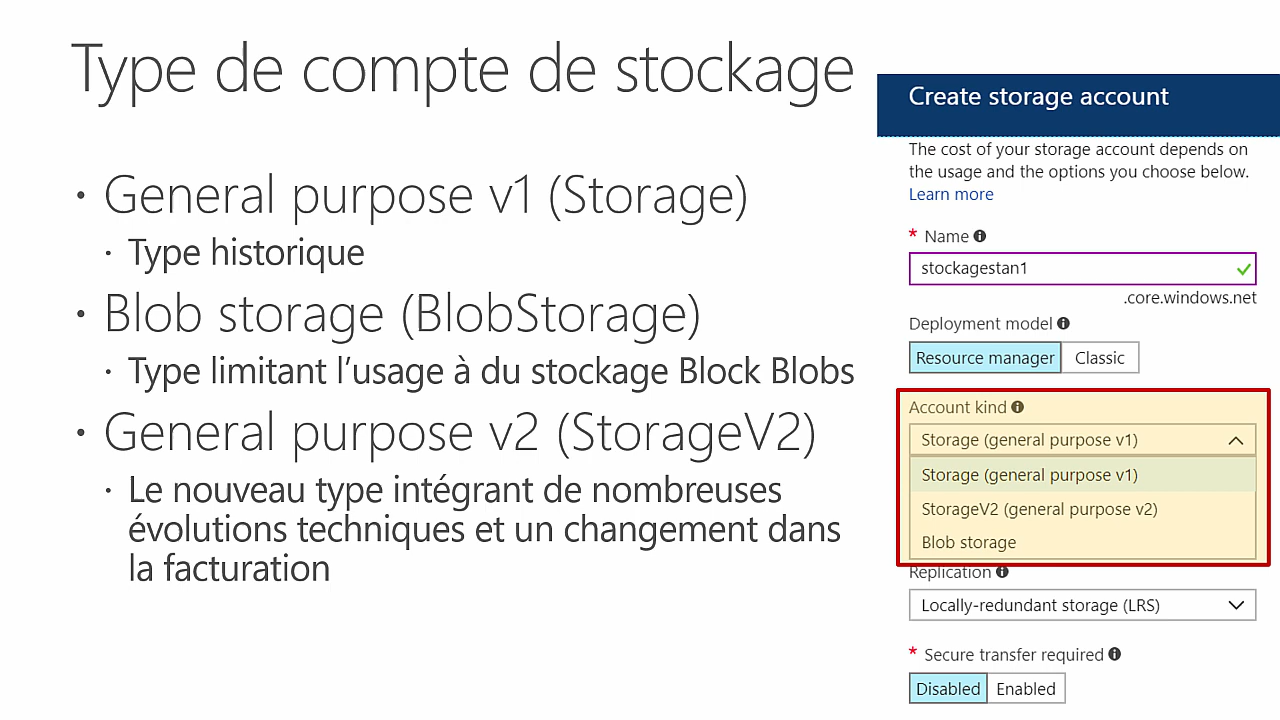 Type de compte de stockage
• General purpose v1 (Storage)
• Type historique
• Blob storage (BlobStorage)
• Type limitant l’usage à du stockage Block Blobs
• General purpose v2 (StorageV2)
• Le nouveau type intégrant de nombreuses
évolutions techniques et un changement dans
la facturation
Create storage account
The cost of your storage account depends on
the usage and the options you choose below.
Learn more
* Name
stockagestan1
.core.windows.net
Deployment model
Resource manager Classic
Account kind
Storage (general purpose v1)
Storage (general purpose v1)
StorageV2 (general purpose v2)
Blob storage
Replication
Locally-redundant storage (LRS)
* Secure transfer required
Disabled Enabled